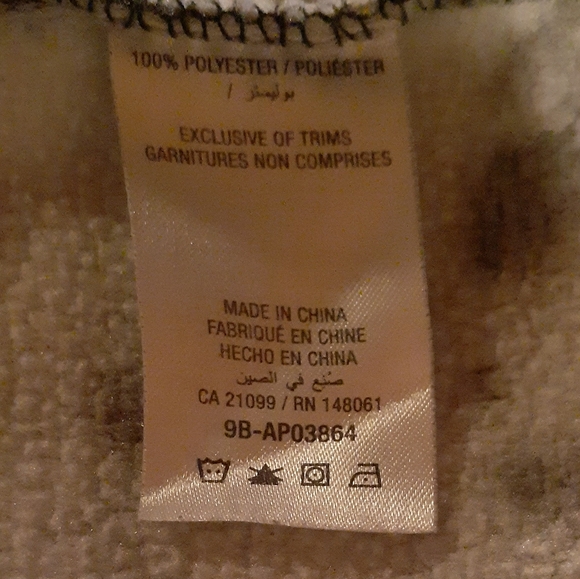 100% POLYESTER / POLIÉSTER
/ بوليستر
EXCLUSIVE OF TRIMS
GARNITURES NON COMPRISES
MADE IN CHINA
FABRIQUÉ EN CHINE
HECHO EN CHINA
صُنِع في الصين
CA 21099 / RN 148061
9B-AP03864